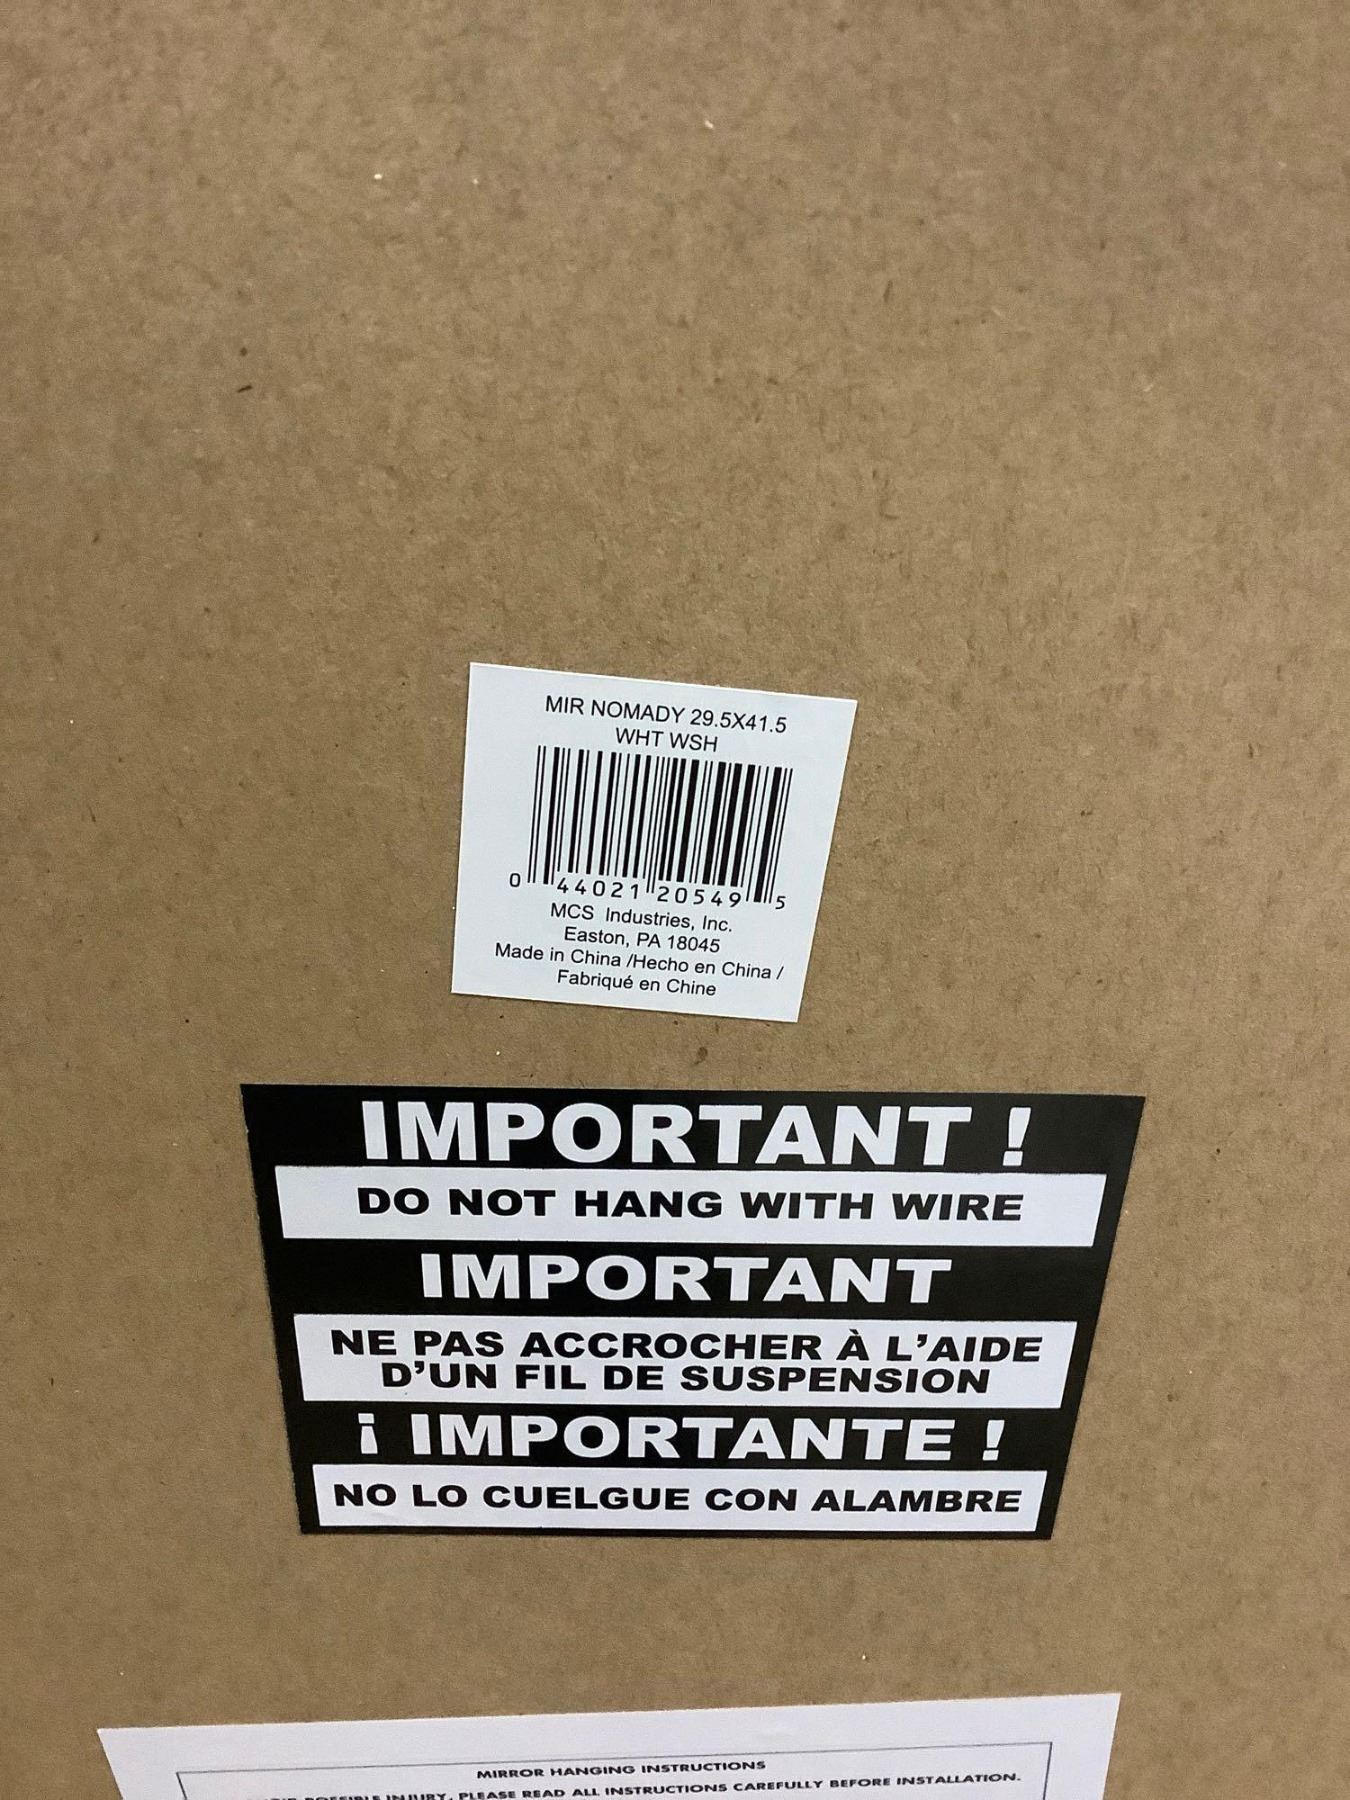 MIR NOMADY 29.5X41.5
WHT WSH
0 44021 20549 5
MCS Industries, Inc.
Easton, PA 18045
Made in China /Hecho en China /
Fabriqué en Chine
IMPORTANT !
DO NOT HANG WITH WIRE
IMPORTANT
NE PAS ACCROCHER À L'AIDE
D'UN FIL DE SUSPENSION
¡ IMPORTANTE !
NO LO CUELGUE CON ALAMBRE
MIRROR HANGING INSTRUCTIONS
POSSIBLE INJURY, PLEASE READ ALL INSTRUCTIONS CAREFULLY BEFORE INSTALLATION.